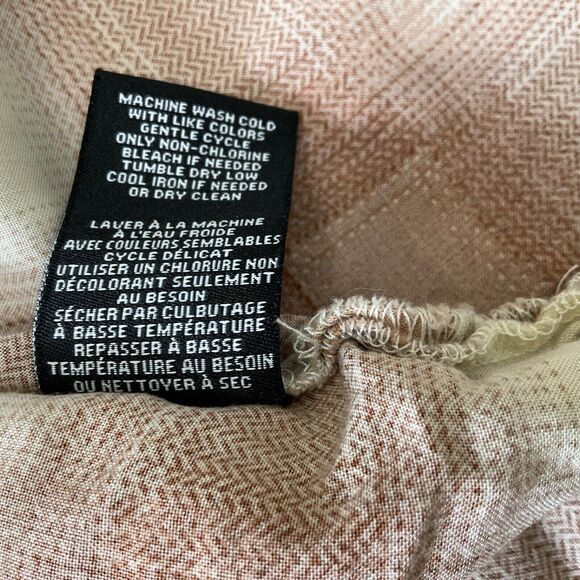 MACHINE WASH COLD
WITH LIKE COLORS
GENTLE CYCLE
ONLY NON-CHLORINE
BLEACH IF NEEDED
TUMBLE DRY LOW
COOL IRON IF NEEDED
OR DRY CLEAN
LAVER À LA MACHINE
À L'EAU FROIDE
AVEC COULEURS SEMBLABLES
CYCLE DÉLICAT
UTILISER UN CHLORURE NON
DÉCOLORANT SEULEMENT
AU BESOIN
SÉCHER PAR CULBUTAGE
À BASSE TEMPÉRATURE
REPASSER À BASSE
TEMPÉRATURE AU BESOIN
OU NETTOYER À SEC